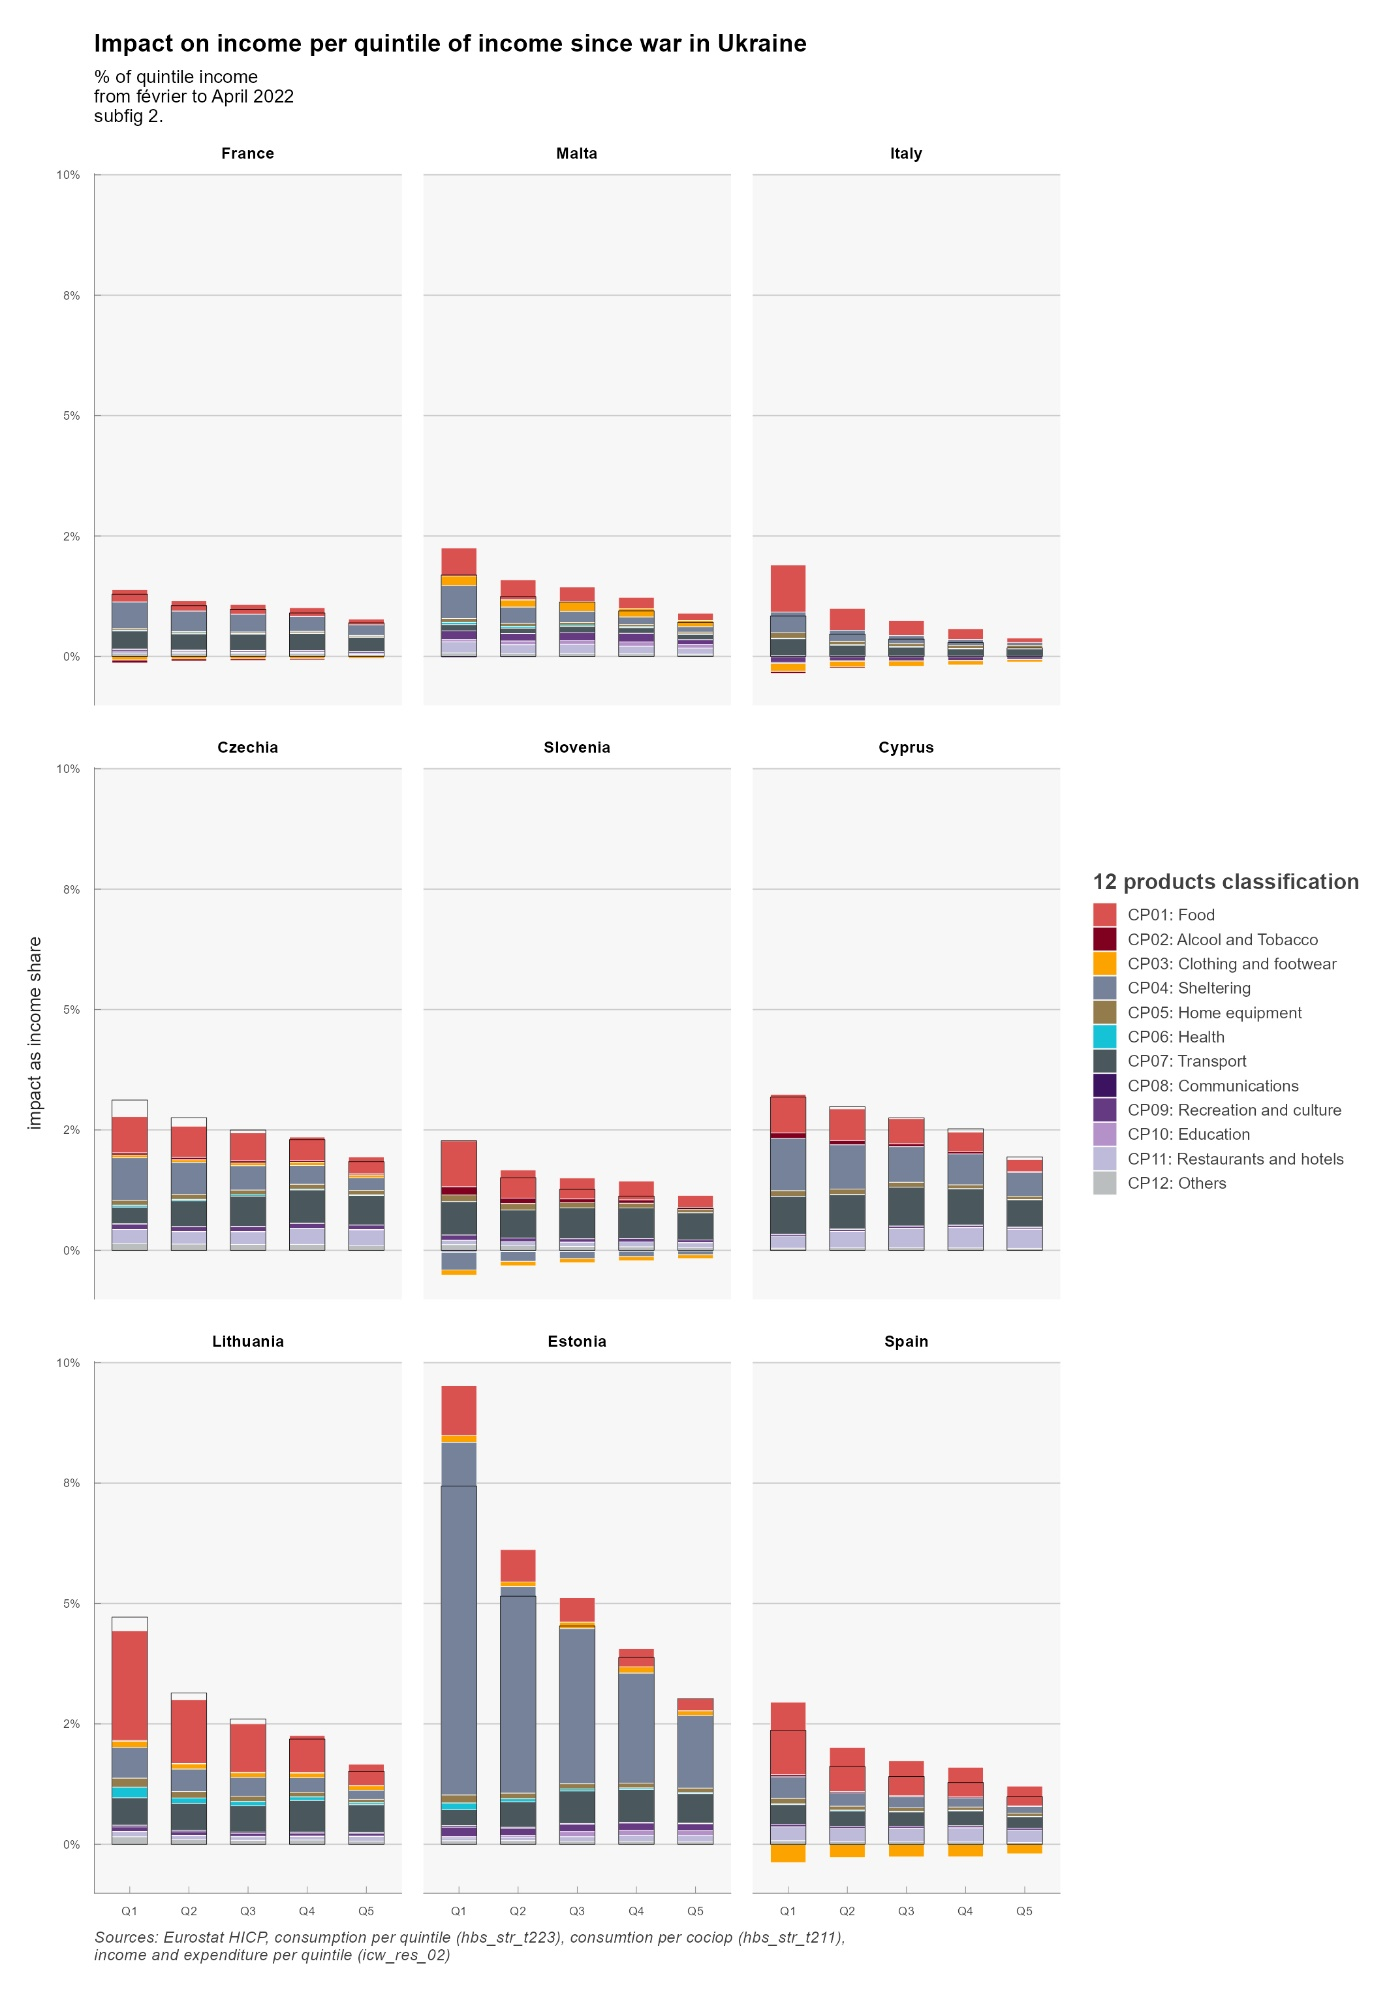 Impact on income per quintile of income since war in Ukraine
% of quintile income
from février to April 2022
subfig 2.
France
Malta
Italy
10%
8%
5%
2%
0%
Czechia
Slovenia
Cyprus
10%
8%
5%
2%
0%
impact as income share
Lithuania
Estonia
Spain
10%
8%
5%
2%
0%
Q1 Q2 Q3 Q4 Q5
Q1 Q2 Q3 Q4 Q5
Q1 Q2 Q3 Q4 Q5
12 products classification
CP01: Food
CP02: Alcool and Tobacco
CP03: Clothing and footwear
CP04: Sheltering
CP05: Home equipment
CP06: Health
CP07: Transport
CP08: Communications
CP09: Recreation and culture
CP10: Education
CP11: Restaurants and hotels
CP12: Others
Sources: Eurostat HICP, consumption per quintile (hbs_str_t223), consumtion per cociop (hbs_str_t211),
income and expenditure per quintile (icw_res_02)